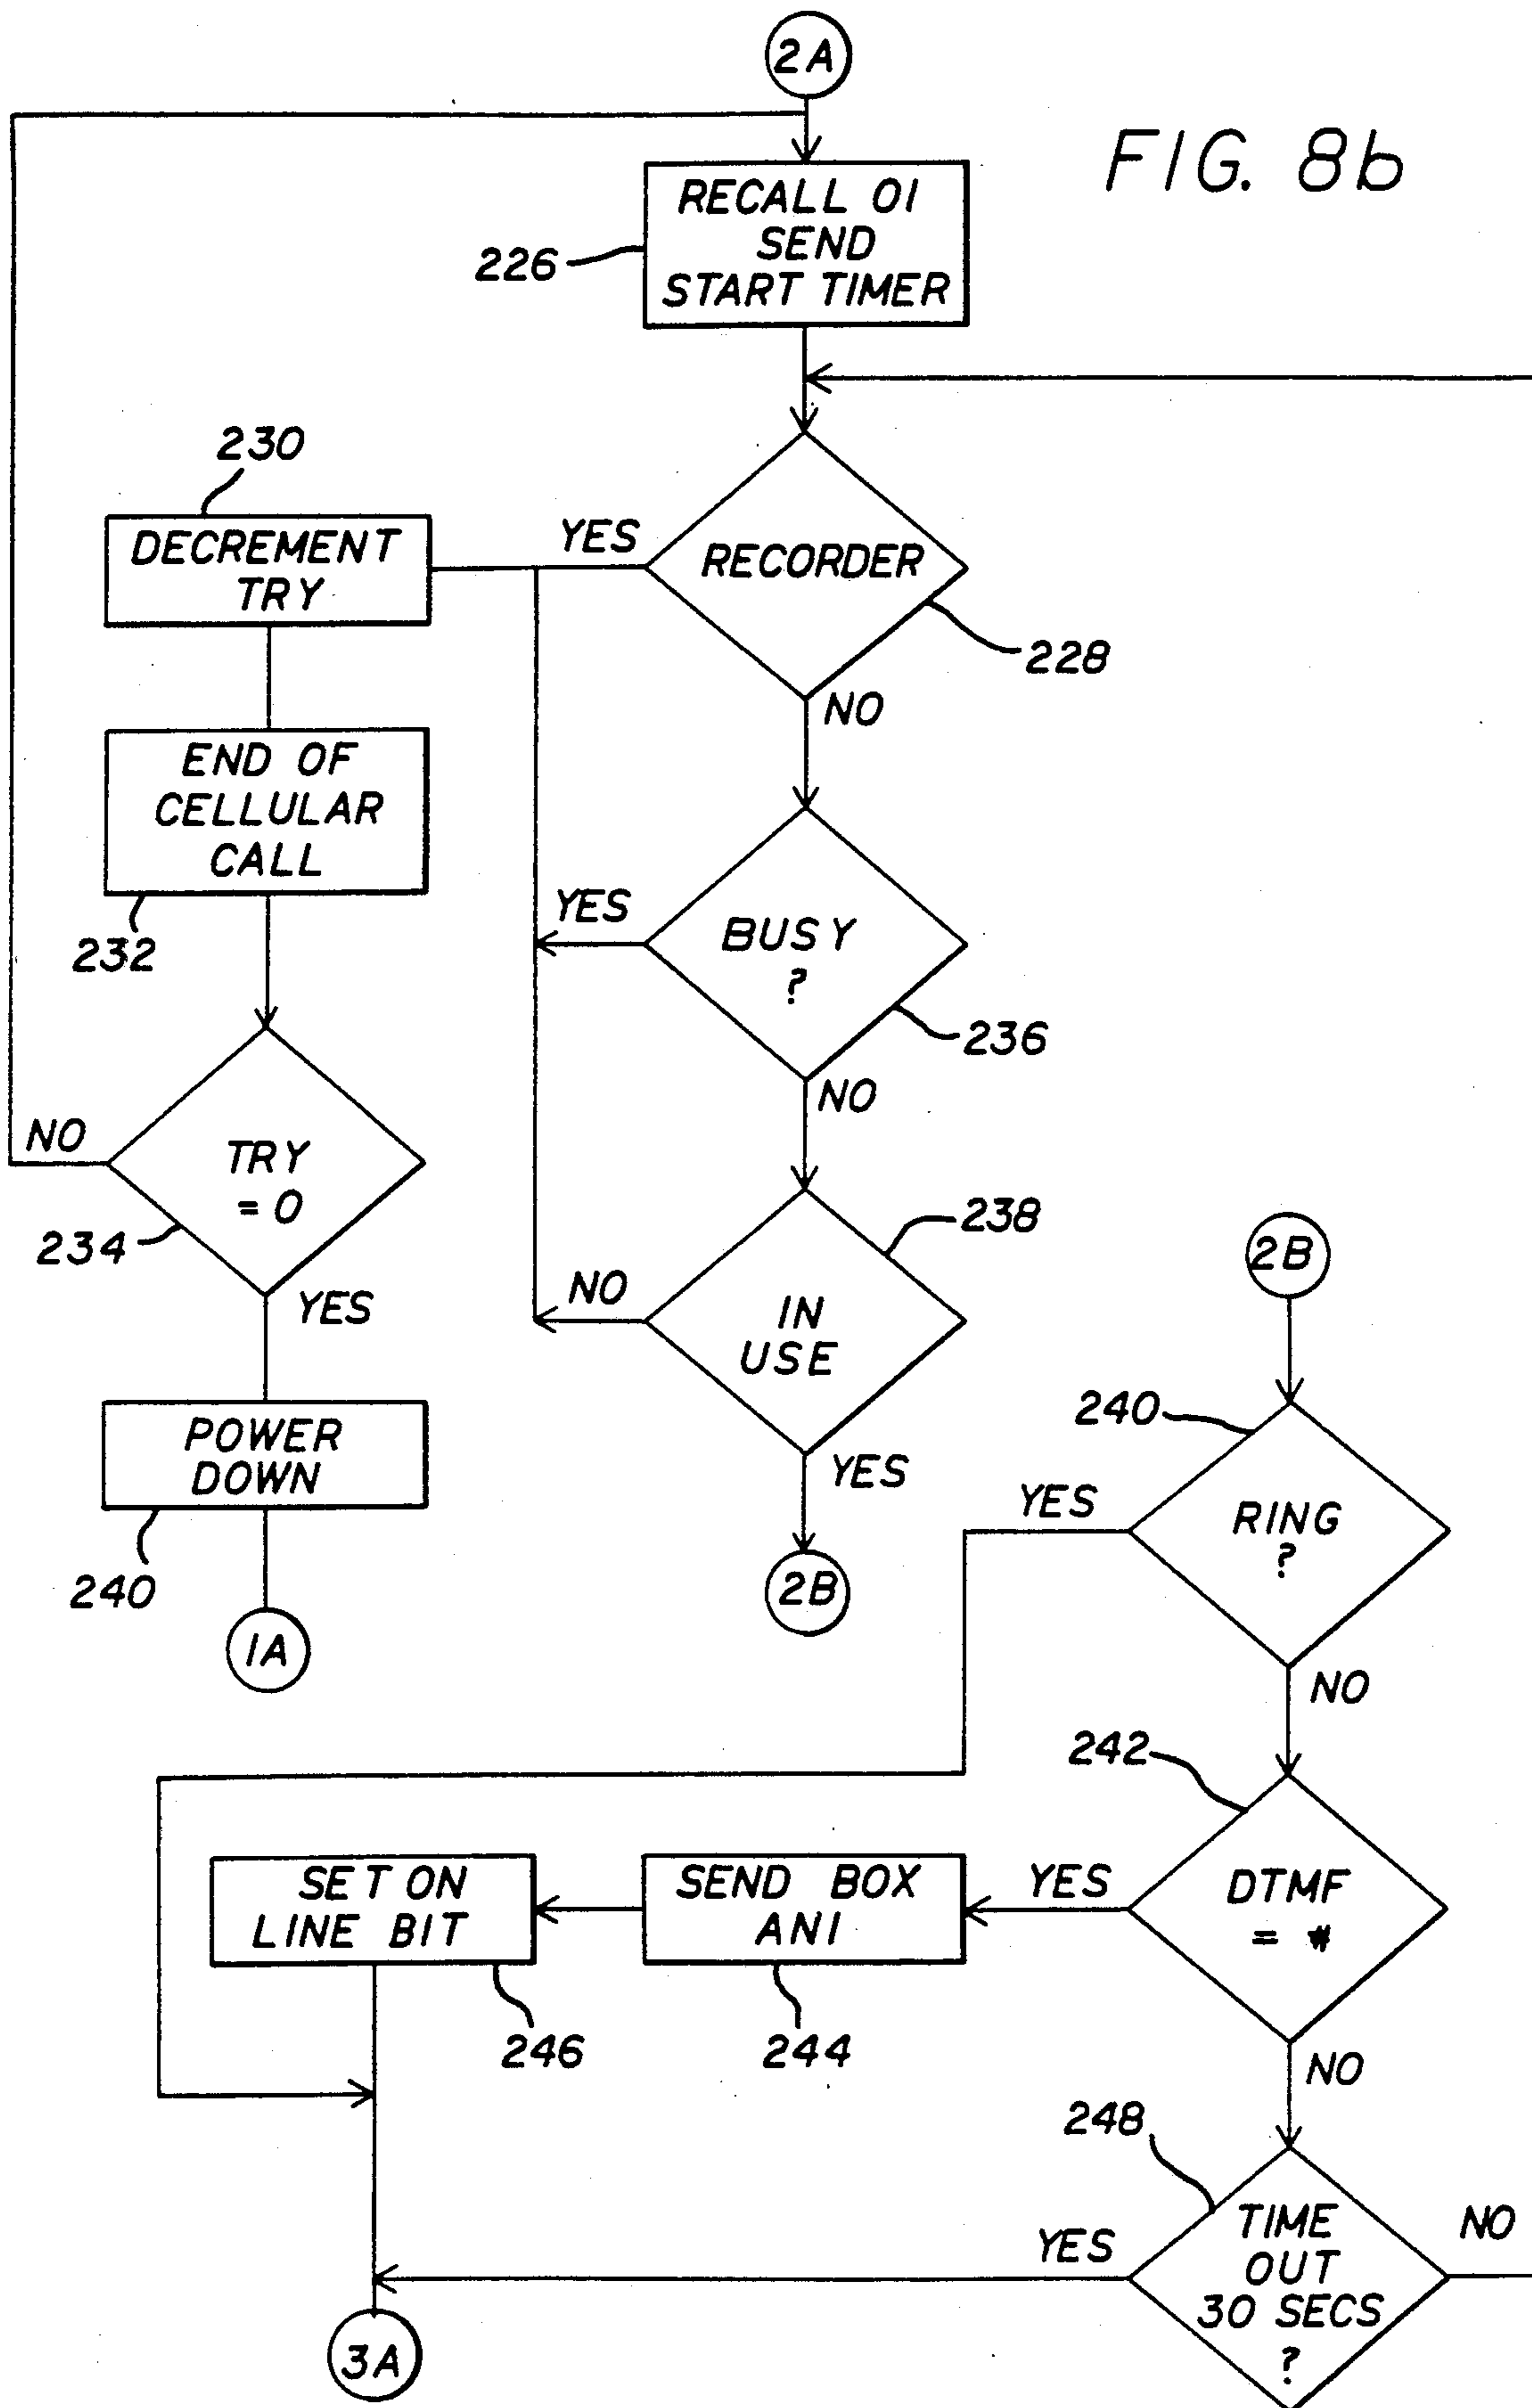 2A
FIG. 8b
RECALL 01
SEND
START TIMER
226
230
DECREMENT
TRY
YES
RECORDER
228
NO
END OF
CELLULAR
CALL
232
YES
BUSY
?
236
NO
NO
TRY
= 0
234
YES
238
NO
IN
USE
YES
2B
2B
POWER
DOWN
240
1A
240
YES
RING
?
NO
242
SET ON
LINE BIT
246
SEND BOX
ANI
244
YES
DTMF
= #
NO
248
YES
TIME
OUT
30 SECS
?
NO
3A